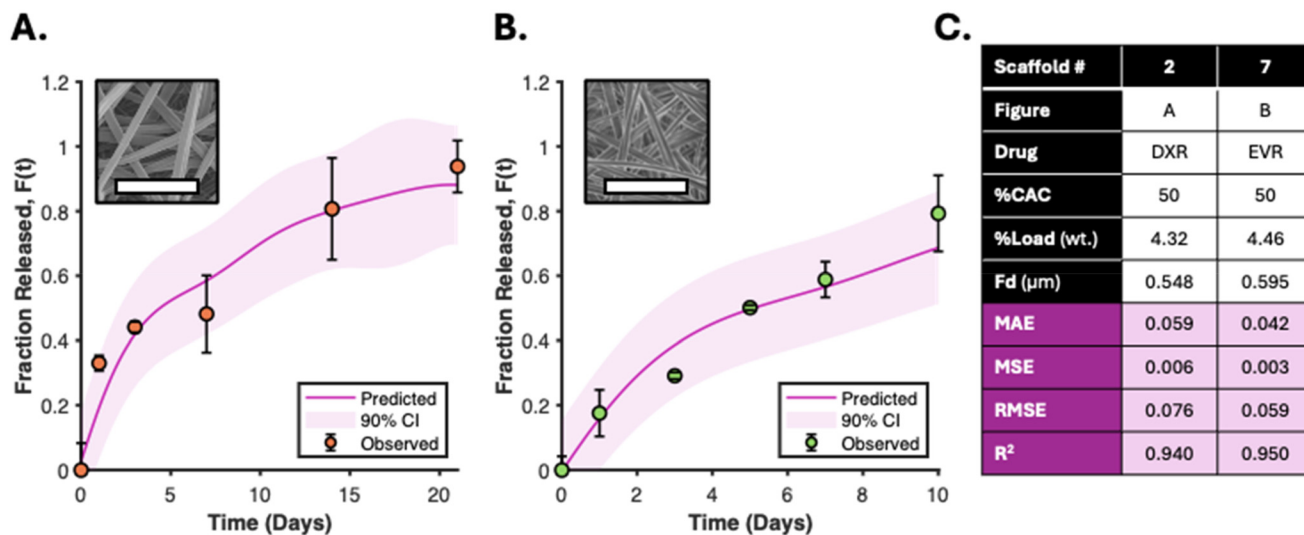 A.
B.
C.
Fraction Released, F(t)
1.2
1
0.8
0.6
0.4
0.2
0
0 5 10 15 20
Time (Days)
Predicted
90% CI
Observed
Fraction Released, F(t)
1.2
1
0.8
0.6
0.4
0.2
0
0 2 4 6 8 10
Time (Days)
Predicted
90% CI
Observed
Scaffold # 2 7
Figure A B
Drug DXR EVR
%CAC 50 50
%Load (wt.) 4.32 4.46
Fd (µm) 0.548 0.595
MAE 0.059 0.042
MSE 0.006 0.003
RMSE 0.076 0.059
R² 0.940 0.950